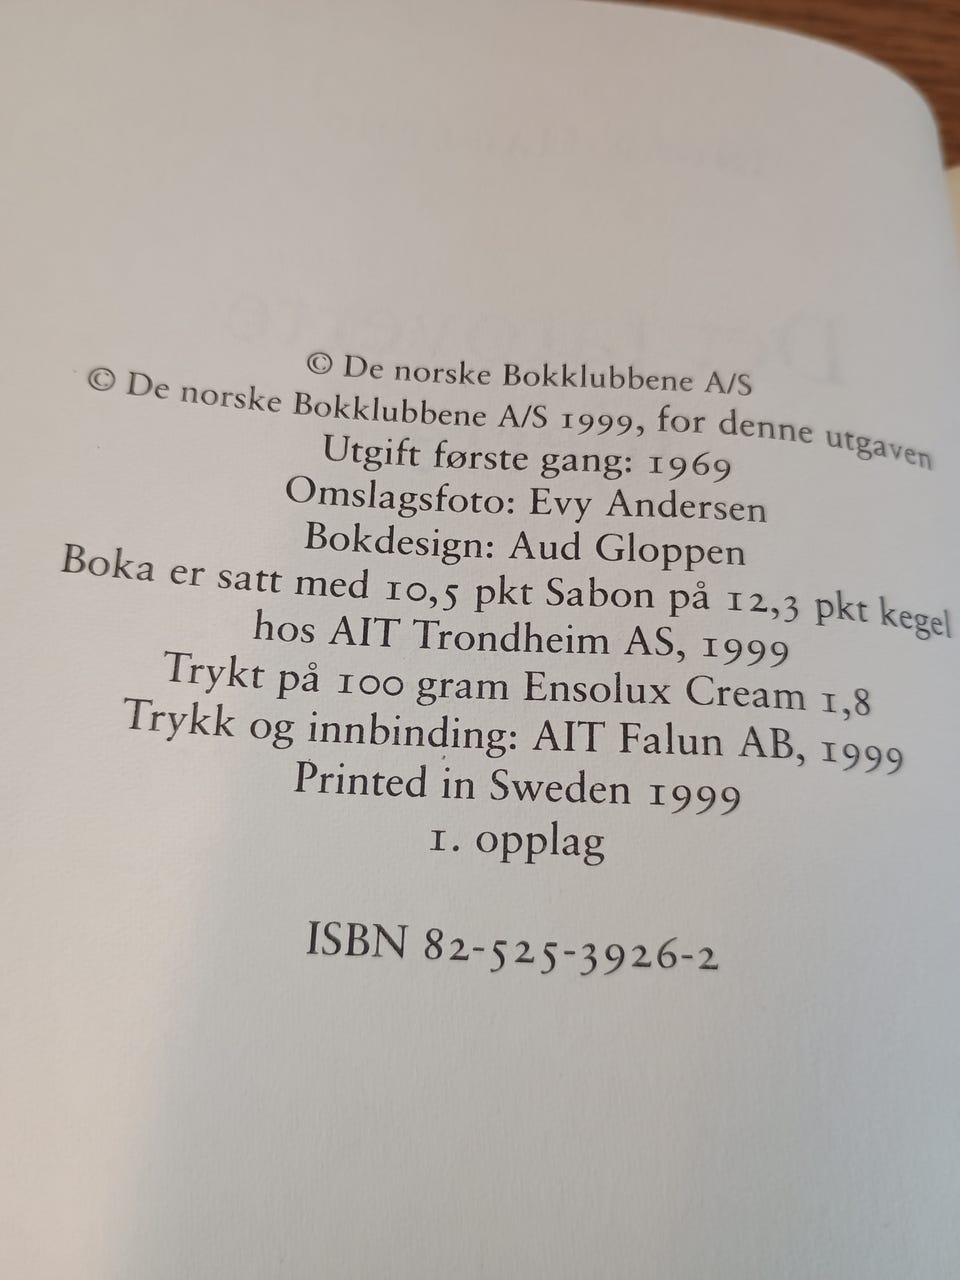 © De norske Bokklubbene A/S
© De norske Bokklubbene A/S 1999, for denne utgaven
Utgift første gang: 1969
Omslagsfoto: Evy Andersen
Bokdesign: Aud Gloppen
Boka er satt med 10,5 pkt Sabon på 12,3 pkt kegel
hos AIT Trondheim AS, 1999
Trykt på 100 gram Ensolux Cream 1,8
Trykk og innbinding: AIT Falun AB, 1999
Printed in Sweden 1999
1. opplag
ISBN 82-525-3926-2